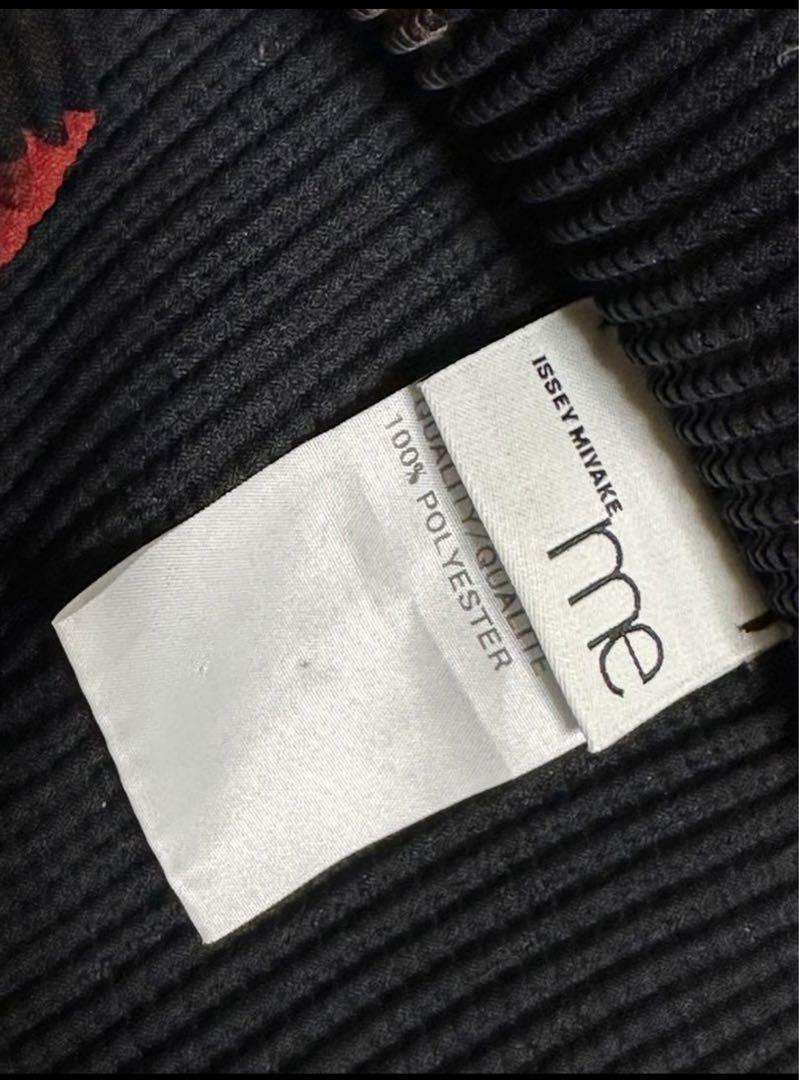 ISSEY MIYAKE
me
QUALITY/QUALITE
100% POLYESTER